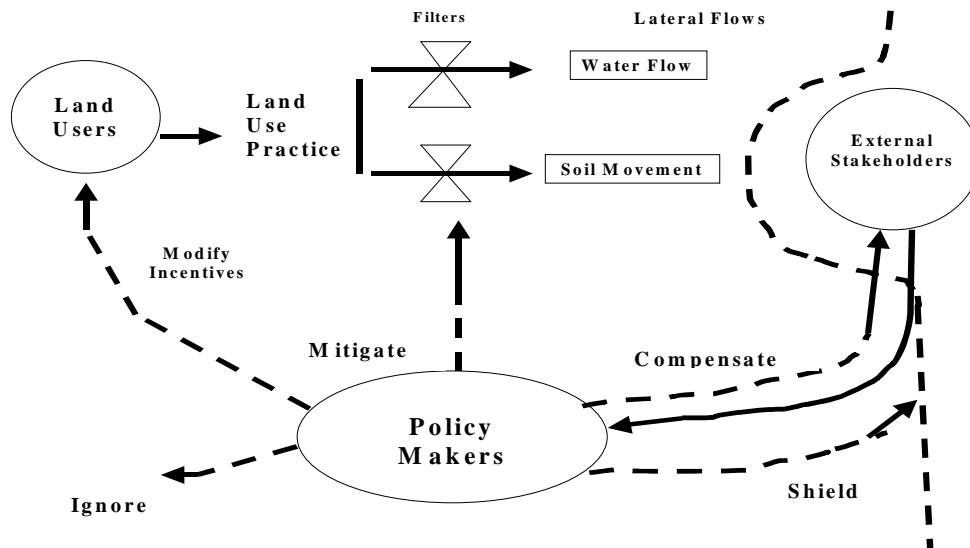 Filters
Lateral Flows
Water Flow
Land
Users
Land
Use
Practice
External
Stakeholders
Soil Movement
Modify
Incentives
Mitigate
Compensate
Policy
Makers
Ignore
Shield